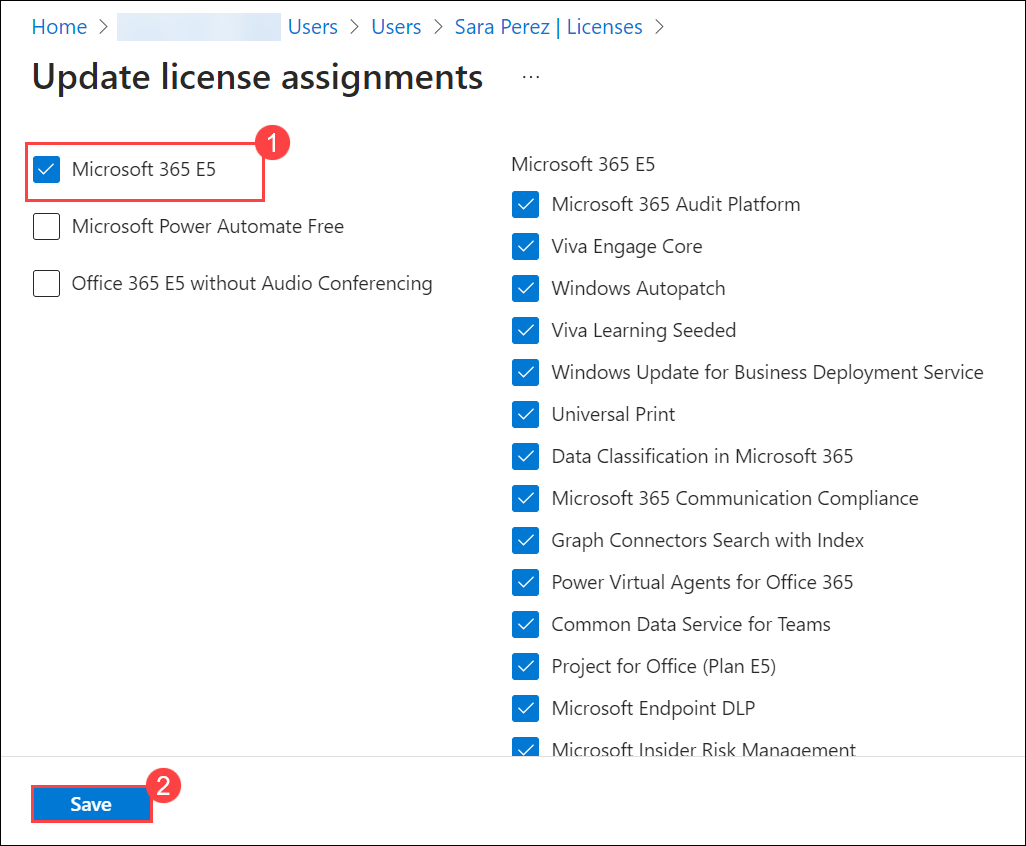 Home > Users > Users > Sara Perez | Licenses >
Update license assignments ...
1
Microsoft 365 E5
Microsoft Power Automate Free
Office 365 E5 without Audio Conferencing
Microsoft 365 E5
Microsoft 365 Audit Platform
Viva Engage Core
Windows Autopatch
Viva Learning Seeded
Windows Update for Business Deployment Service
Universal Print
Data Classification in Microsoft 365
Microsoft 365 Communication Compliance
Graph Connectors Search with Index
Power Virtual Agents for Office 365
Common Data Service for Teams
Project for Office (Plan E5)
Microsoft Endpoint DLP
Microsoft Insider Risk Management
2
Save